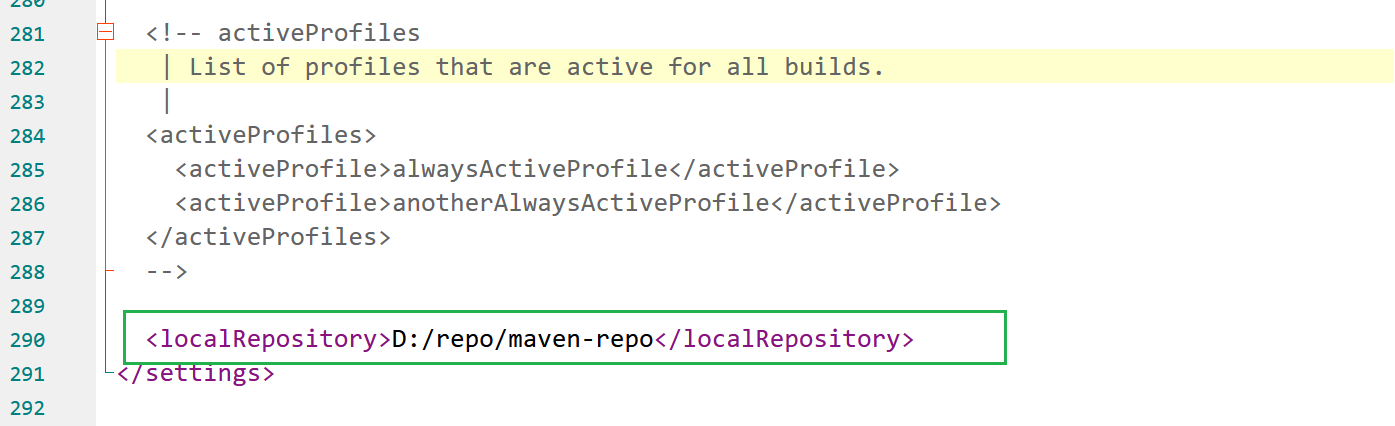 280
281 <!-- activeProfiles
282 | List of profiles that are active for all builds.
283 |
284 <activeProfiles>
285 <activeProfile>alwaysActiveProfile</activeProfile>
286 <activeProfile>anotherAlwaysActiveProfile</activeProfile>
287 </activeProfiles>
288 -->
289
290 <localRepository>D:/repo/maven-repo</localRepository>
291 </settings>
292